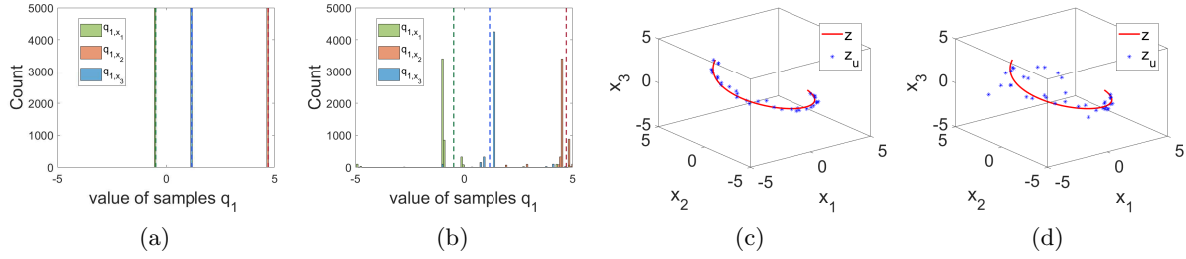 5000
4000
3000
2000
1000
0
Count
-5
0
5
value of samples q1
q1,x1
q1,x2
q1,x3
(a)
5000
4000
3000
2000
1000
0
Count
-5
0
5
value of samples q1
q1,x1
q1,x2
q1,x3
(b)
5
0
-5
x3
5
0
-5
x2
-5
0
5
x1
z
zu
(c)
5
0
-5
x3
5
0
-5
x2
-5
0
5
x1
z
zu
(d)